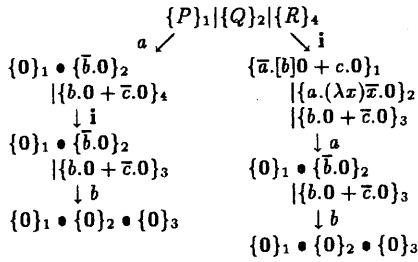 {P}₁|{Q}₂|{R}₄
a ↙ ↘ i
{0}₁ • {b̅.0}₂ {a̅.[b]0 + c.0}₁
|{b.0 + c̅.0}₄ |{a.(λx)x̅.0}₂
↓ i |{b.0 + c̅.0}₃
{0}₁ • {b̅.0}₂ ↓ a
|{b.0 + c̅.0}₃ {0}₁ • {b̅.0}₂
↓ b |{b.0 + c̅.0}₃
{0}₁ • {0}₂ • {0}₃ ↓ b
{0}₁ • {0}₂ • {0}₃